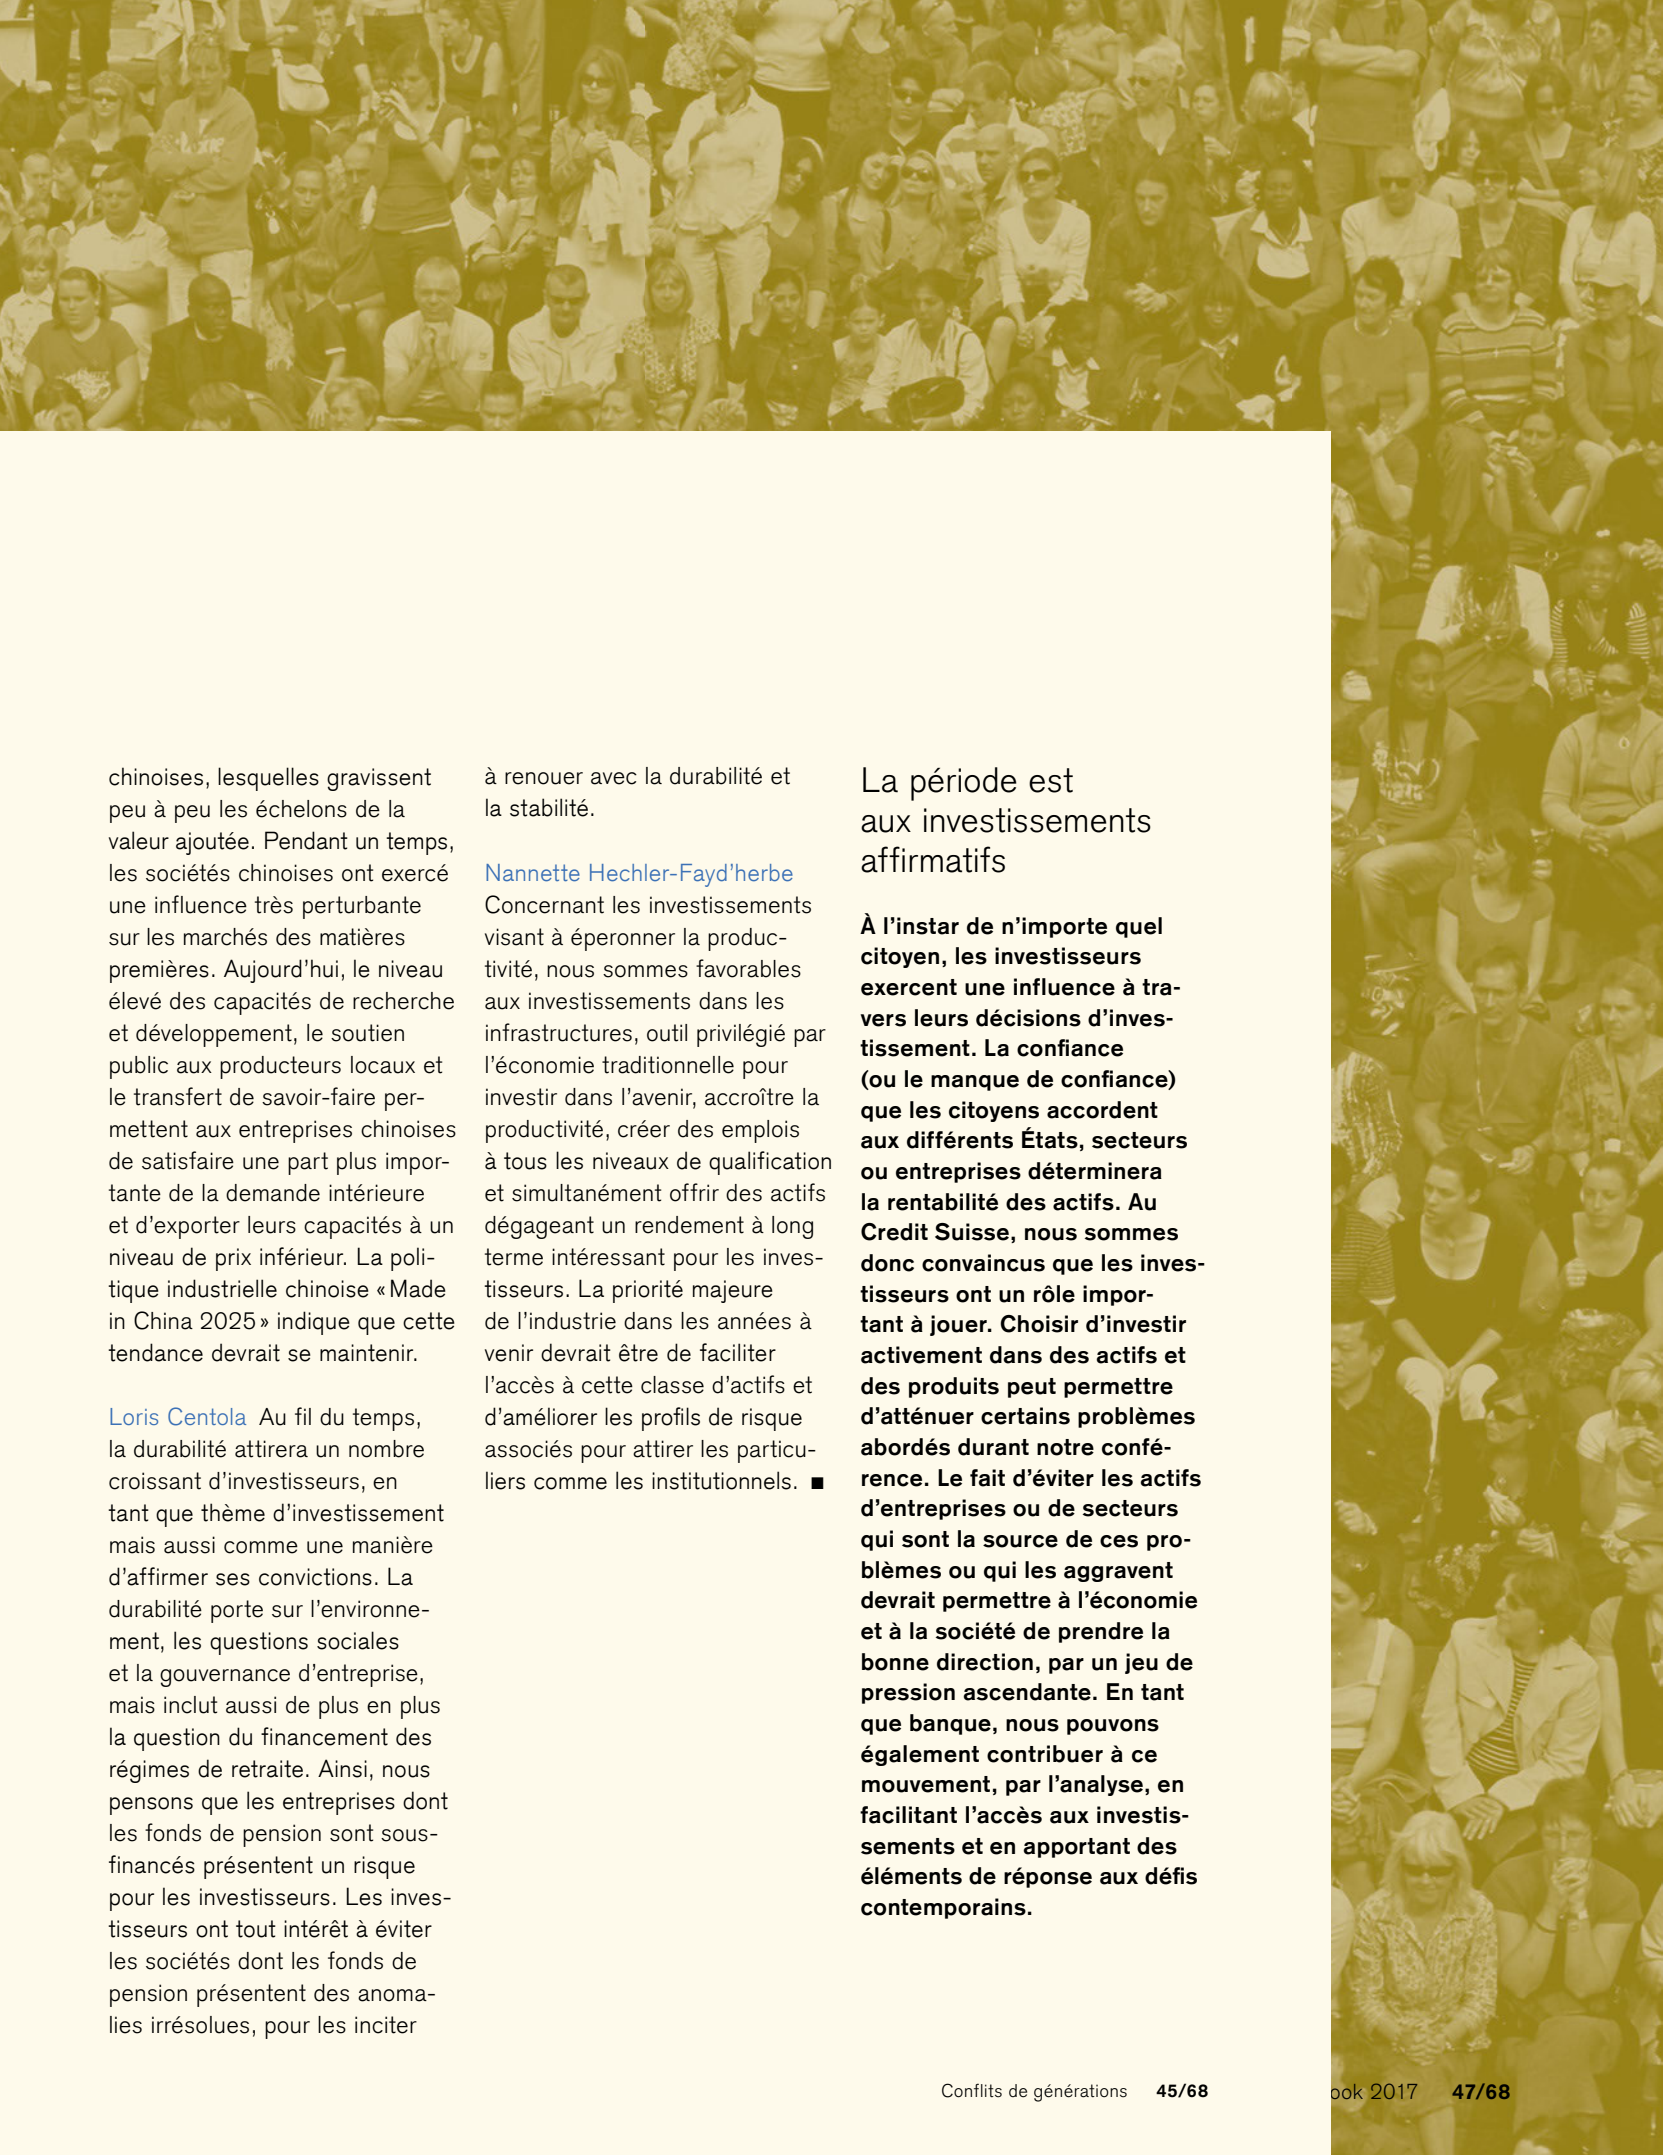 chinoises, lesquelles gravissent
peu à peu les échelons de la
valeur ajoutée. Pendant un temps,
les sociétés chinoises ont exercé
une influence très perturbante
sur les marchés des matières
premières. Aujourd’hui, le niveau
élevé des capacités de recherche
et développement, le soutien
public aux producteurs locaux et
le transfert de savoir-faire per-
mettent aux entreprises chinoises
de satisfaire une part plus impor-
tante de la demande intérieure
et d’exporter leurs capacités à un
niveau de prix inférieur. La poli-
tique industrielle chinoise « Made
in China 2025 » indique que cette
tendance devrait se maintenir.
Loris Centola Au fil du temps,
la durabilité attirera un nombre
croissant d’investisseurs, en
tant que thème d’investissement
mais aussi comme une manière
d’affirmer ses convictions. La
durabilité porte sur l’environne-
ment, les questions sociales
et la gouvernance d’entreprise,
mais inclut aussi de plus en plus
la question du financement des
régimes de retraite. Ainsi, nous
pensons que les entreprises dont
les fonds de pension sont sous-
financés présentent un risque
pour les investisseurs. Les inves-
tisseurs ont tout intérêt à éviter
les sociétés dont les fonds de
pension présentent des anoma-
lies irrésolues, pour les inciter
à renouer avec la durabilité et
la stabilité.
Nannette Hechler-Fayd’herbe
Concernant les investissements
visant à éperonner la produc-
tivité, nous sommes favorables
aux investissements dans les
infrastructures, outil privilégié par
l’économie traditionnelle pour
investir dans l’avenir, accroître la
productivité, créer des emplois
à tous les niveaux de qualification
et simultanément offrir des actifs
dégageant un rendement à long
terme intéressant pour les inves-
tisseurs. La priorité majeure
de l’industrie dans les années à
venir devrait être de faciliter
l’accès à cette classe d’actifs et
d’améliorer les profils de risque
associés pour attirer les particu-
liers comme les institutionnels. ■
La période est
aux investissements
affirmatifs
À l’instar de n’importe quel
citoyen, les investisseurs
exercent une influence à tra-
vers leurs décisions d’inves-
tissement. La confiance
(ou le manque de confiance)
que les citoyens accordent
aux différents États, secteurs
ou entreprises déterminera
la rentabilité des actifs. Au
Credit Suisse, nous sommes
donc convaincus que les inves-
tisseurs ont un rôle impor-
tant à jouer. Choisir d’investir
activement dans des actifs et
des produits peut permettre
d’atténuer certains problèmes
abordés durant notre confé-
rence. Le fait d’éviter les actifs
d’entreprises ou de secteurs
qui sont la source de ces pro-
blèmes ou qui les aggravent
devrait permettre à l’économie
et à la société de prendre la
bonne direction, par un jeu de
pression ascendante. En tant
que banque, nous pouvons
également contribuer à ce
mouvement, par l’analyse, en
facilitant l’accès aux investis-
sements et en apportant des
éléments de réponse aux défis
contemporains.
Conflits de générations 45/68
ook 2017 47/68